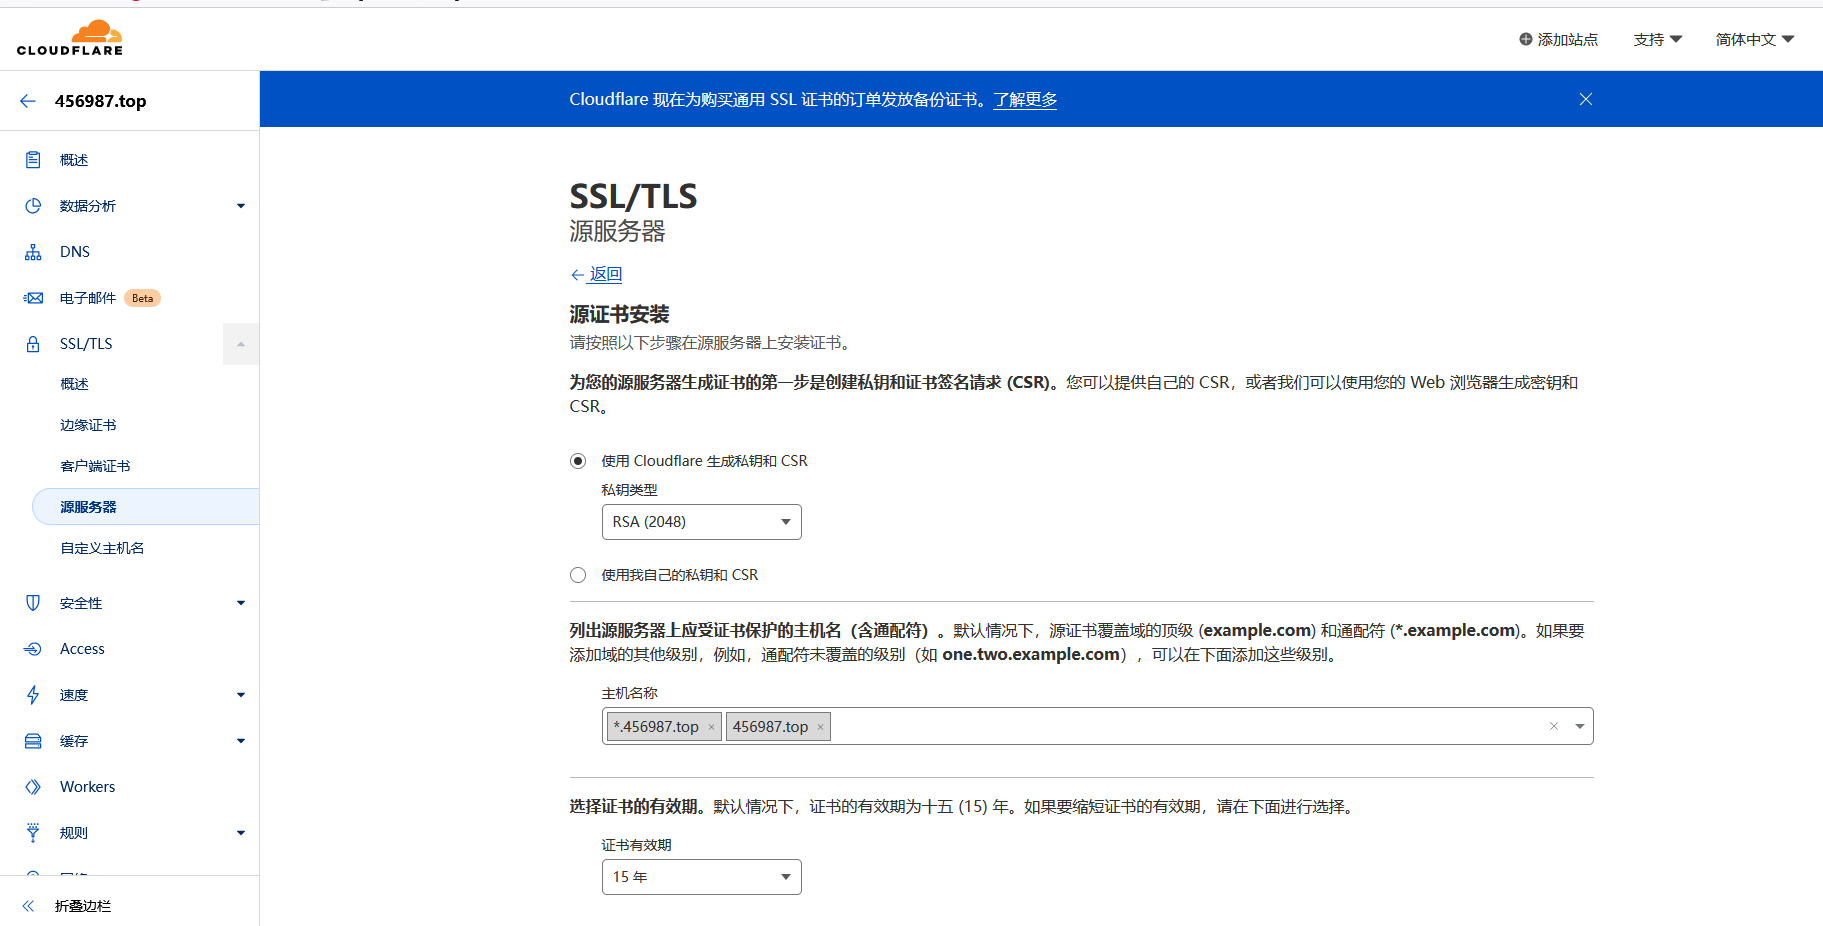 CLOUDFLARE
添加站点
支持
简体中文
456987.top
Cloudflare 现在为购买通用 SSL 证书的订单发放备份证书。了解更多
概述
数据分析
DNS
电子邮件 Beta
SSL/TLS
概述
边缘证书
客户端证书
源服务器
自定义主机名
安全性
Access
速度
缓存
Workers
规则
折叠边栏
SSL/TLS
源服务器
返回
源证书安装
请按照以下步骤在源服务器上安装证书。
为您的源服务器生成证书的第一步是创建私钥和证书签名请求 (CSR)。您可以提供自己的 CSR，或者我们可以使用您的 Web 浏览器生成密钥和
CSR。
使用 Cloudflare 生成私钥和 CSR
私钥类型
RSA (2048)
使用我自己的私钥和 CSR
列出源服务器上应受证书保护的主机名（含通配符）。默认情况下，源证书覆盖域的顶级 (example.com) 和通配符 (*.example.com)。如果要
添加域的其他级别，例如，通配符未覆盖的级别（如 one.two.example.com），可以在下面添加这些级别。
主机名称
*.456987.top × 456987.top ×
选择证书的有效期。默认情况下，证书的有效期为十五 (15) 年。如果要缩短证书的有效期，请在下面进行选择。
证书有效期
15 年